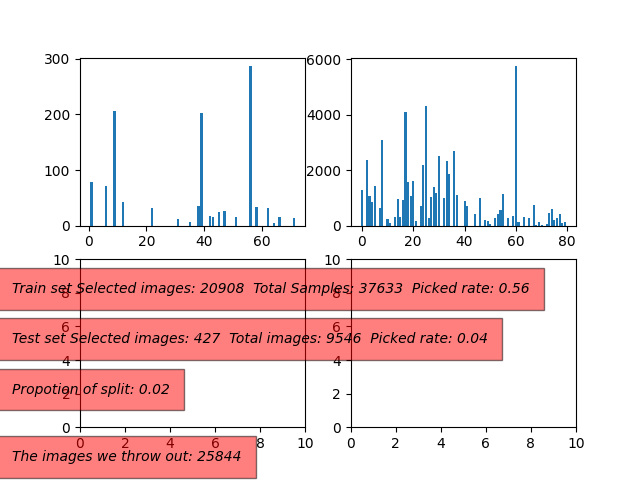 300
200
100
0
0 20 40 60
6000
4000
2000
0
0 20 40 60 80
10
8
6
4
2
0
0 2 4 6 8 10
10
8
6
4
2
0
0 2 4 6 8 10
Train set Selected images: 20908 Total Samples: 37633 Picked rate: 0.56
Test set Selected images: 427 Total images: 9546 Picked rate: 0.04
Propotion of split: 0.02
The images we throw out: 25844